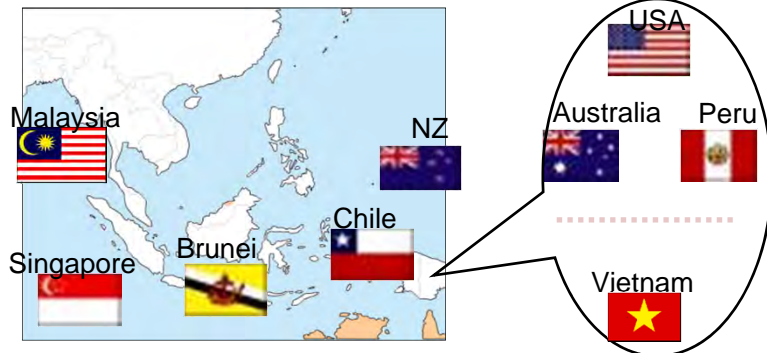 USA
Malaysia
Australia
Peru
NZ
Chile
Brunei
Singapore
Vietnam